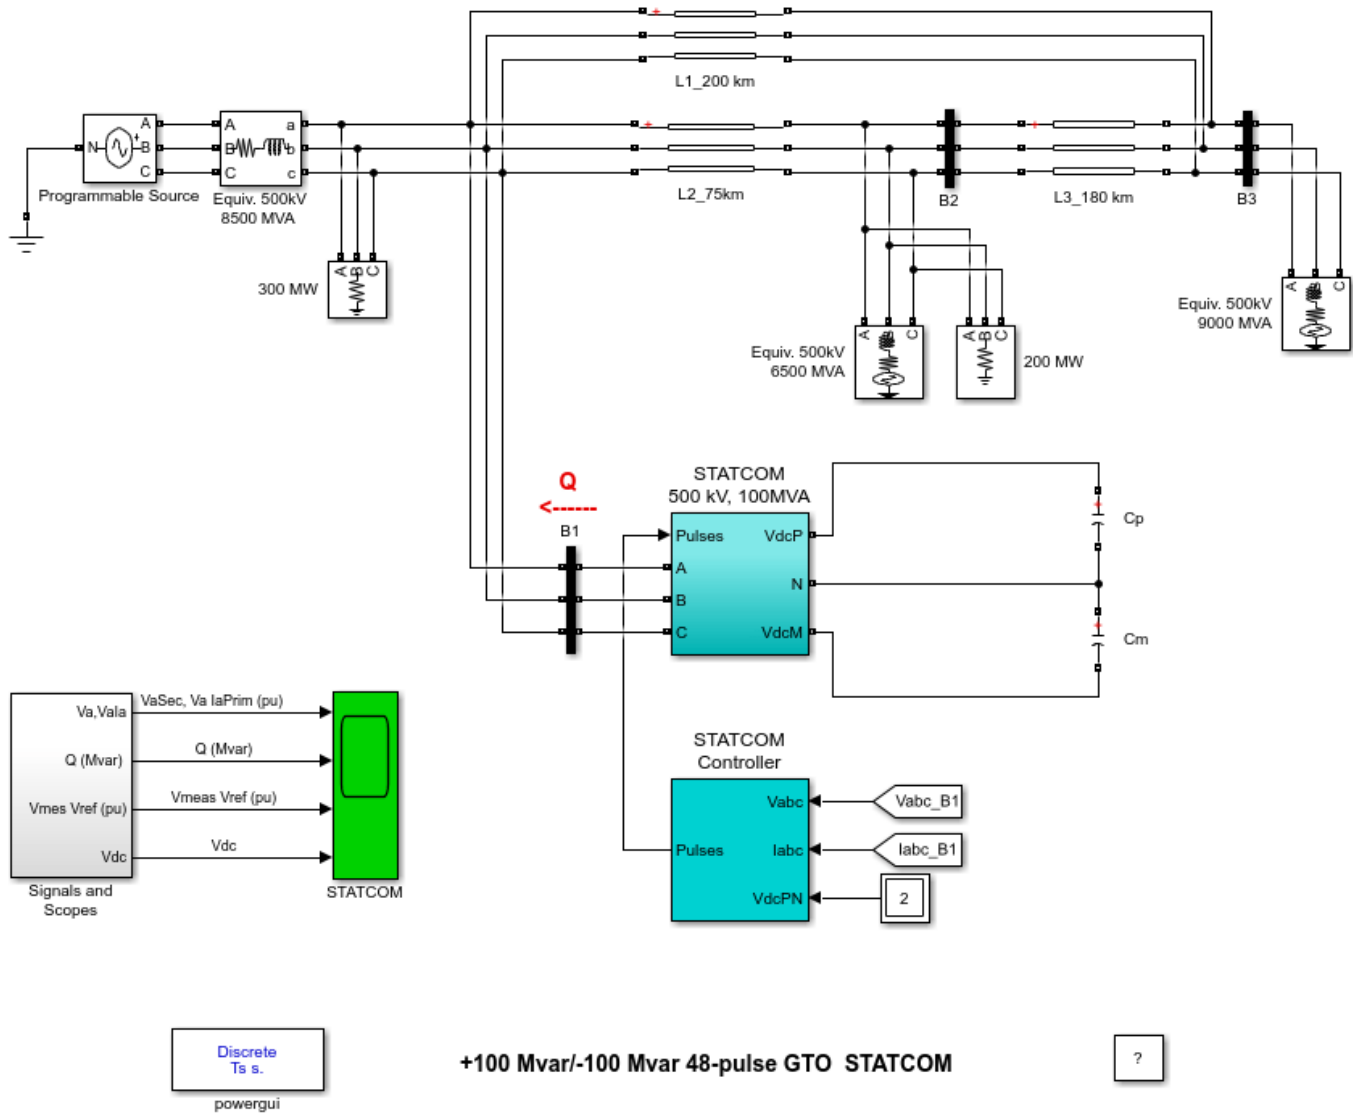 L1_200 km
A
B
C
N
A
B
C
a
b
c
Programmable Source
Equiv. 500kV
8500 MVA
L2_75km
B2
L3_180 km
B3
A
B
C
300 MW
A
B
C
Equiv. 500kV
9000 MVA
A
B
C
Equiv. 500kV
6500 MVA
A
B
C
200 MW
Q
<------
B1
STATCOM
500 kV, 100MVA
Pulses
VdcP
A
N
B
C
VdcM
+
Cp
+
Cm
Va,VaIa
VaSec, Va IaPrim (pu)
Q (Mvar)
Q (Mvar)
Vmes Vref (pu)
Vmeas Vref (pu)
Vdc
Vdc
Signals and
Scopes
STATCOM
STATCOM
Controller
Vabc
Vabc_B1
Pulses
Iabc
Iabc_B1
VdcPN
2
Discrete
Ts s.
powergui
+100 Mvar/-100 Mvar 48-pulse GTO  STATCOM
?